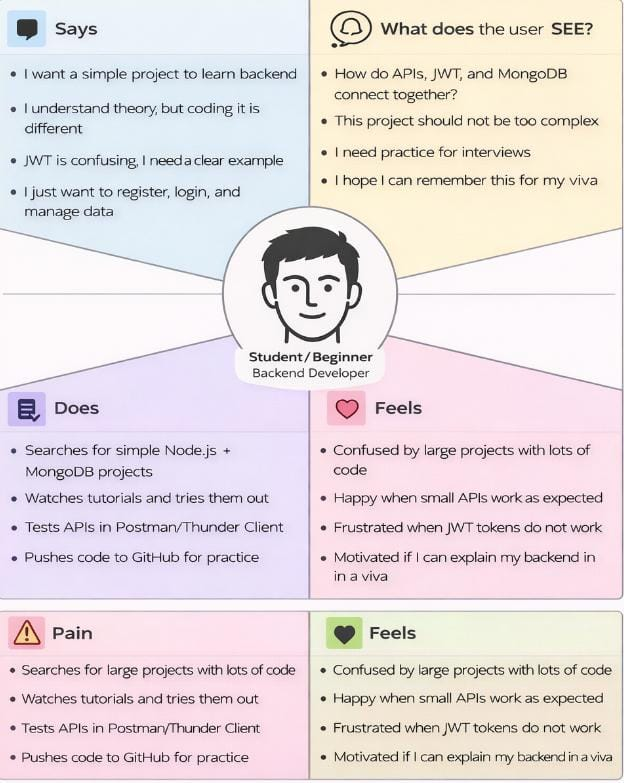 Says
• I want a simple project to learn backend
• I understand theory, but coding it is
different
• JWT is confusing, I need a clear example
• I just want to register, login, and
manage data
What does the user SEE?
• How do APIs, JWT, and MongoDB
connect together?
• This project should not be too complex
• I need practice for interviews
• I hope I can remember this for my viva
Student/Beginner
Backend Developer
Does
• Searches for simple Node.js +
MongoDB projects
• Watches tutorials and tries them out
• Tests APIs in Postman/Thunder Client
• Pushes code to GitHub for practice
Feels
• Confused by large projects with lots of
code
• Happy when small APIs work as expected
• Frustrated when JWT tokens do not work
• Motivated if I can explain my backend in
in a viva
Pain
• Searches for large projects with lots of code
• Watches tutorials and tries them out
• Tests APIs in Postman/Thunder Client
• Pushes code to GitHub for practice
Feels
• Confused by large projects with lots of code
• Happy when small APIs work as expected
• Frustrated when JWT tokens do not work
• Motivated if I can explain my backend in a viva